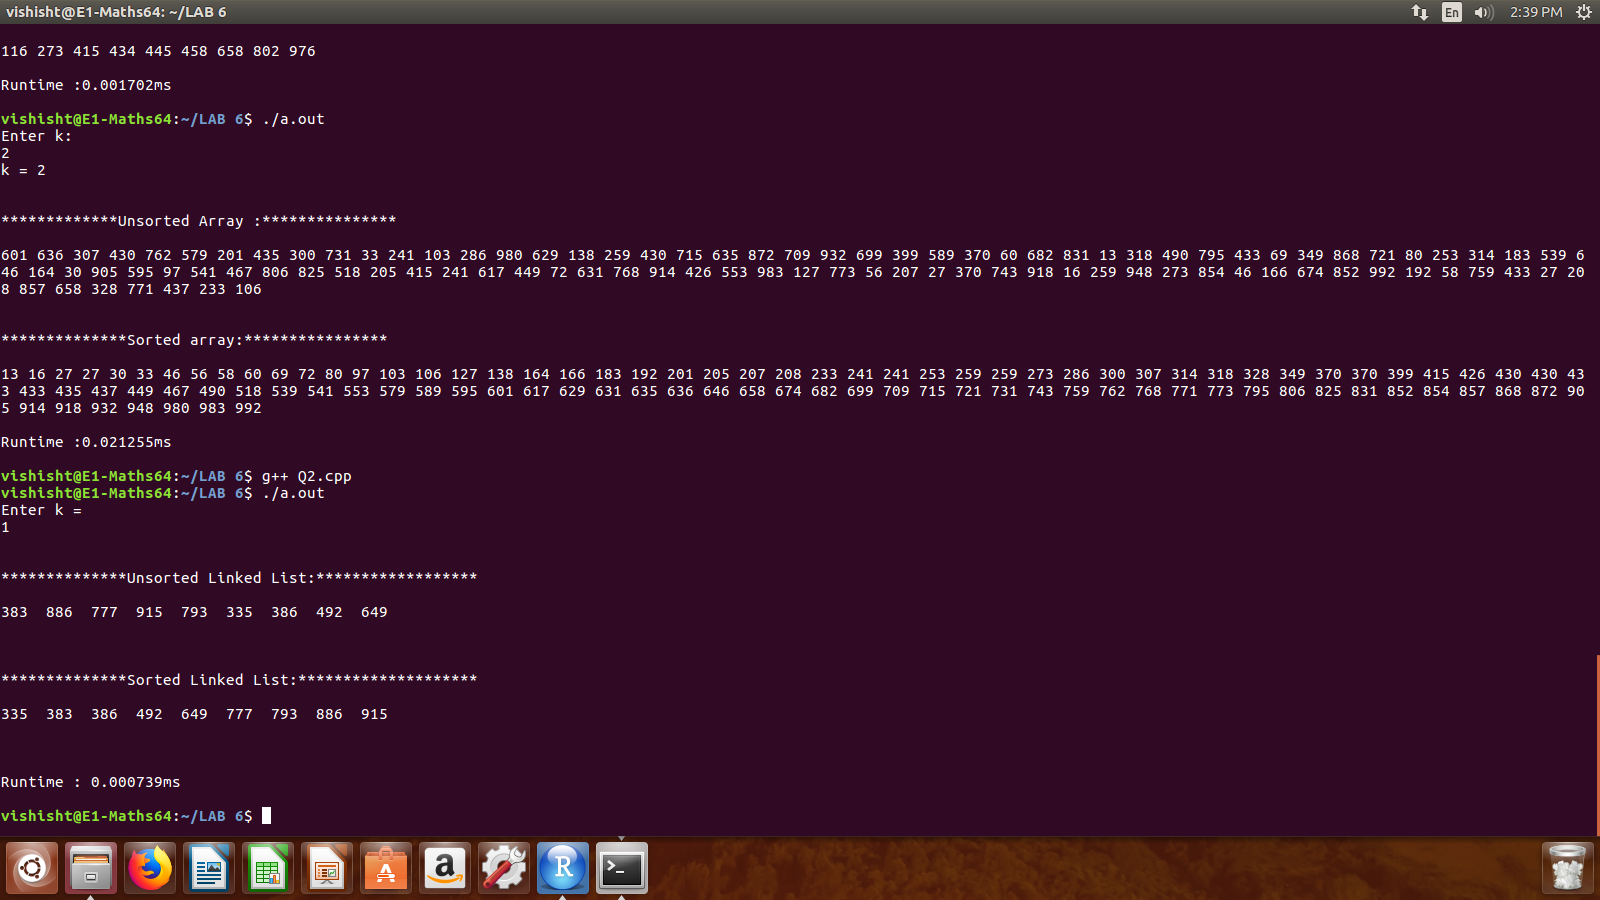 vishisht@E1-Maths64: ~/LAB 6
En
2:39 PM
116 273 415 434 445 458 658 802 976
Runtime :0.001702ms
vishisht@E1-Maths64:~/LAB 6$ ./a.out
Enter k:
2
k = 2
*************Unsorted Array :***************
601 636 307 430 762 579 201 435 300 731 33 241 103 286 980 629 138 259 430 715 635 872 709 932 699 399 589 370 60 682 831 13 318 490 795 433 69 349 868 721 80 253 314 183 539 6
46 164 30 905 595 97 541 467 806 825 518 205 415 241 617 449 72 631 768 914 426 553 983 127 773 56 207 27 370 743 918 16 259 948 273 854 46 166 674 852 992 192 58 759 433 27 20
8 857 658 328 771 437 233 106
**************Sorted array:****************
13 16 27 27 30 33 46 56 58 60 69 72 80 97 103 106 127 138 164 166 183 192 201 205 207 208 233 241 241 253 259 259 273 286 300 307 314 318 328 349 370 370 399 415 426 430 430 43
3 433 435 437 449 467 490 518 539 541 553 579 589 595 601 617 629 631 635 636 646 658 674 682 699 709 715 721 731 743 759 762 768 771 773 795 806 825 831 852 854 857 868 872 90
5 914 918 932 948 980 983 992
Runtime :0.021255ms
vishisht@E1-Maths64:~/LAB 6$ g++ Q2.cpp
vishisht@E1-Maths64:~/LAB 6$ ./a.out
Enter k =
1
**************Unsorted Linked List:******************
383  886  777  915  793  335  386  492  649
**************Sorted Linked List:********************
335  383  386  492  649  777  793  886  915
Runtime : 0.000739ms
vishisht@E1-Maths64:~/LAB 6$